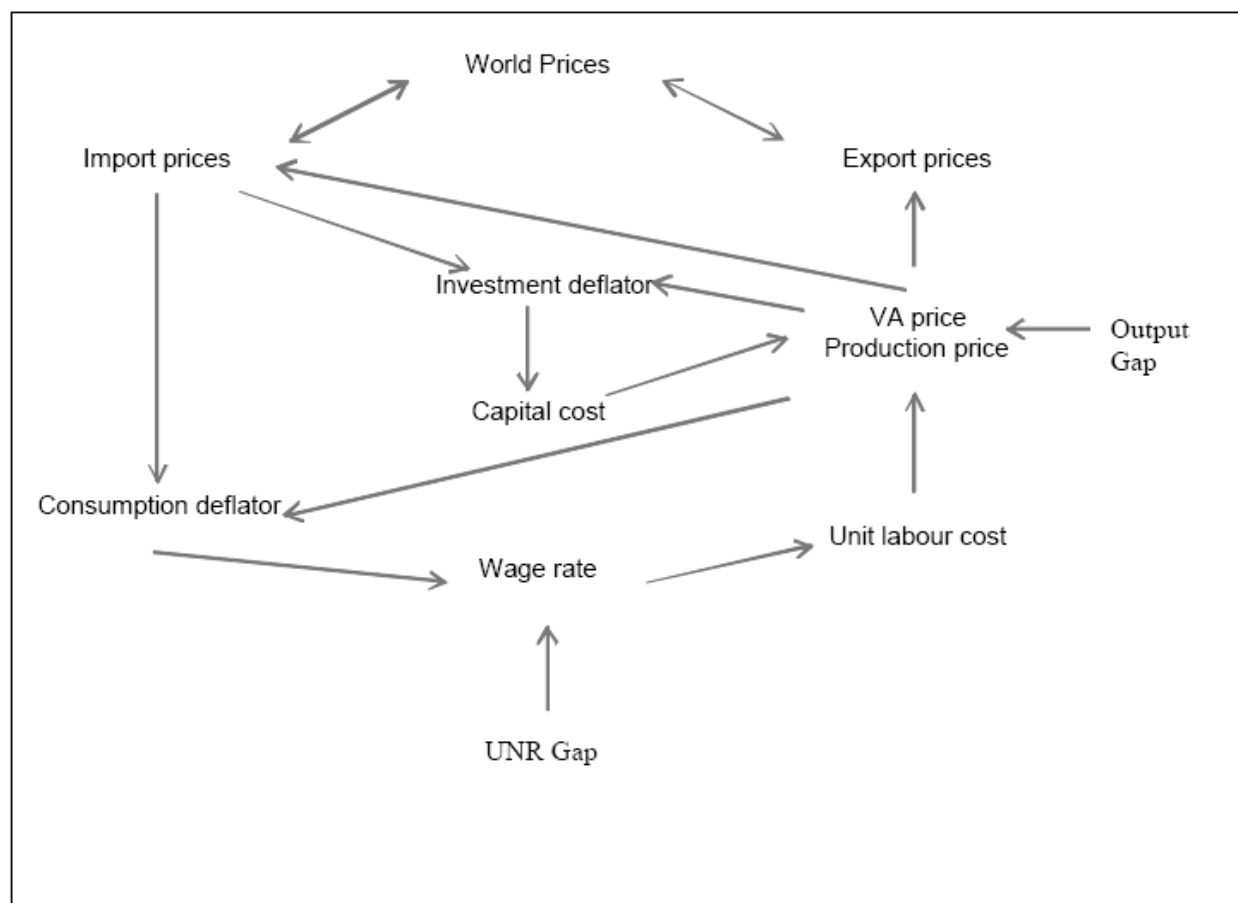 World Prices
Import prices
Export prices
Investment deflator
VA price
Production price
Output
Gap
Capital cost
Consumption deflator
Unit labour cost
Wage rate
UNR Gap